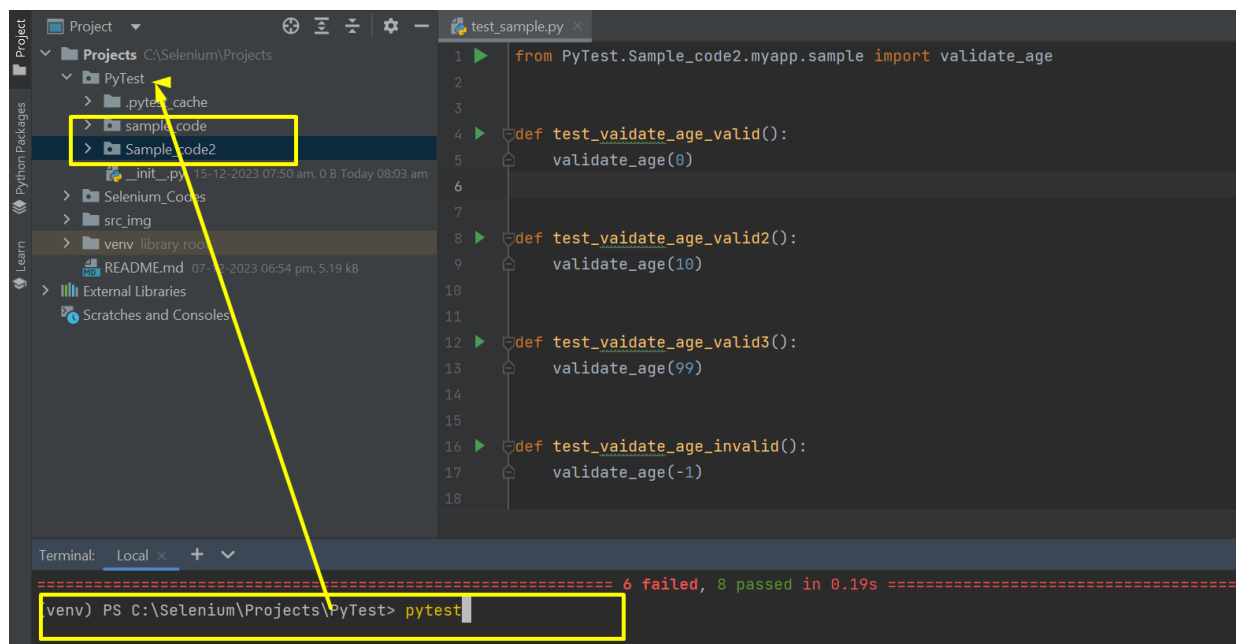 Project
Project
Python Packages
Learn
Projects C:\Selenium\Projects
PyTest
.pytest_cache
sample_code
Sample_code2
__init__.py 15-12-2023 07:50 am, 0 B Today 08:03 am
Selenium_Codes
src_img
venv library root
README.md 07-12-2023 06:54 pm, 5.19 kB
External Libraries
Scratches and Consoles
test_sample.py
1 from PyTest.Sample_code2.myapp.sample import validate_age
2
3
4 def test_vaidate_age_valid():
5 validate_age(0)
6
7
8 def test_vaidate_age_valid2():
9 validate_age(10)
10
11
12 def test_vaidate_age_valid3():
13 validate_age(99)
14
15
16 def test_vaidate_age_invalid():
17 validate_age(-1)
18
Terminal: Local
6 failed, 8 passed in 0.19s
(venv) PS C:\Selenium\Projects\PyTest> pytest